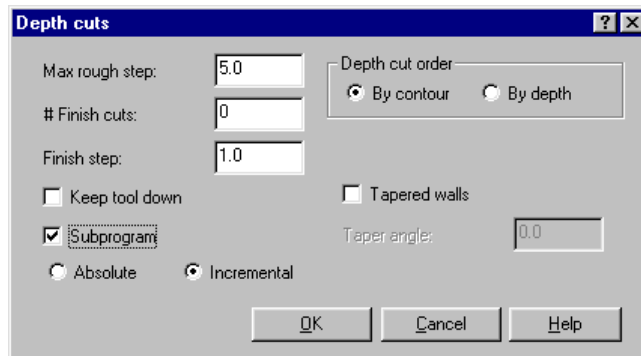 Depth cuts
Max rough step: 5.0
# Finish cuts: 0
Finish step: 1.0
Depth cut order
By contour By depth
Keep tool down
Tapered walls
Subprogram
Taper angle: 0.0
Absolute Incremental
OK Cancel Help